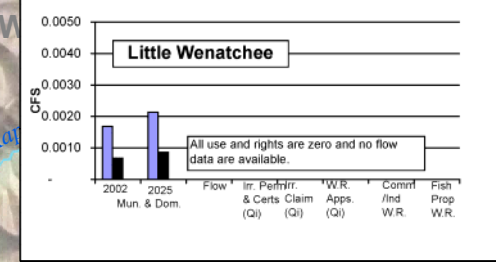 0.0050
Little Wenatchee
0.0040
0.0030
CFS
0.0020
0.0010
All use and rights are zero and no flow
data are available.
-
2002 2025 Flow Irr. Perm Irr. W.R. Comm Fish
Mun. & Dom. & Certs Claim Apps. /Ind Prop
(Qi) (Qi) (Qi) W.R. W.R.